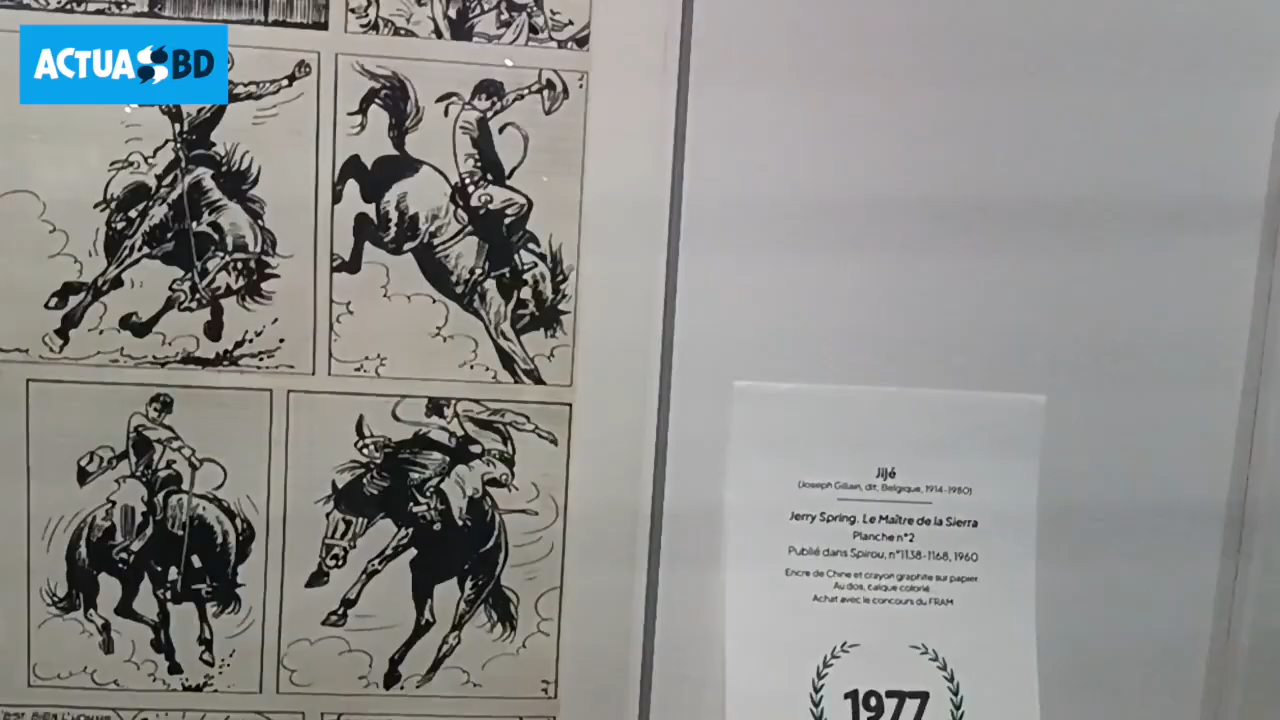 ACTUA BD
Jijé
(Joseph Gillain, dit, Belgique, 1914-1980)
Jerry Spring. Le Maître de la Sierra
Planche n°2
Publié dans Spirou, n°1138-1168, 1960
Encre de Chine et crayon graphite sur papier.
Au dos, calque colorié.
Achat avec le concours du FRAM
1977